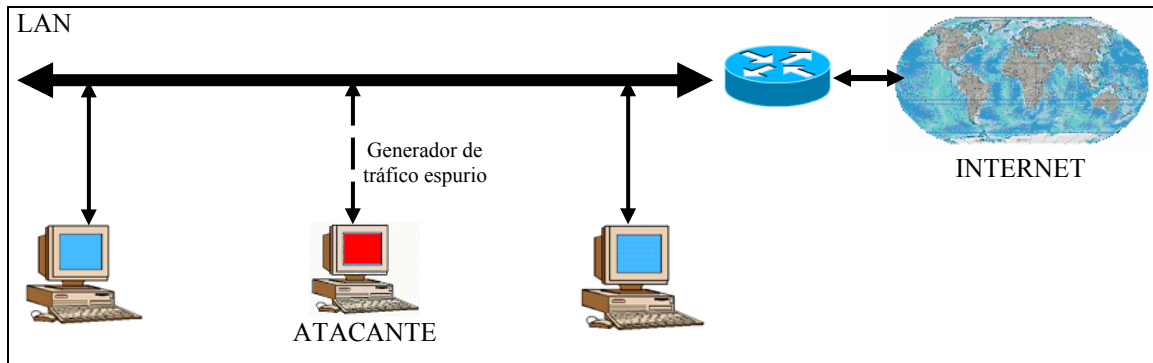 LAN
Generador de
tráfico espurio
INTERNET
ATACANTE